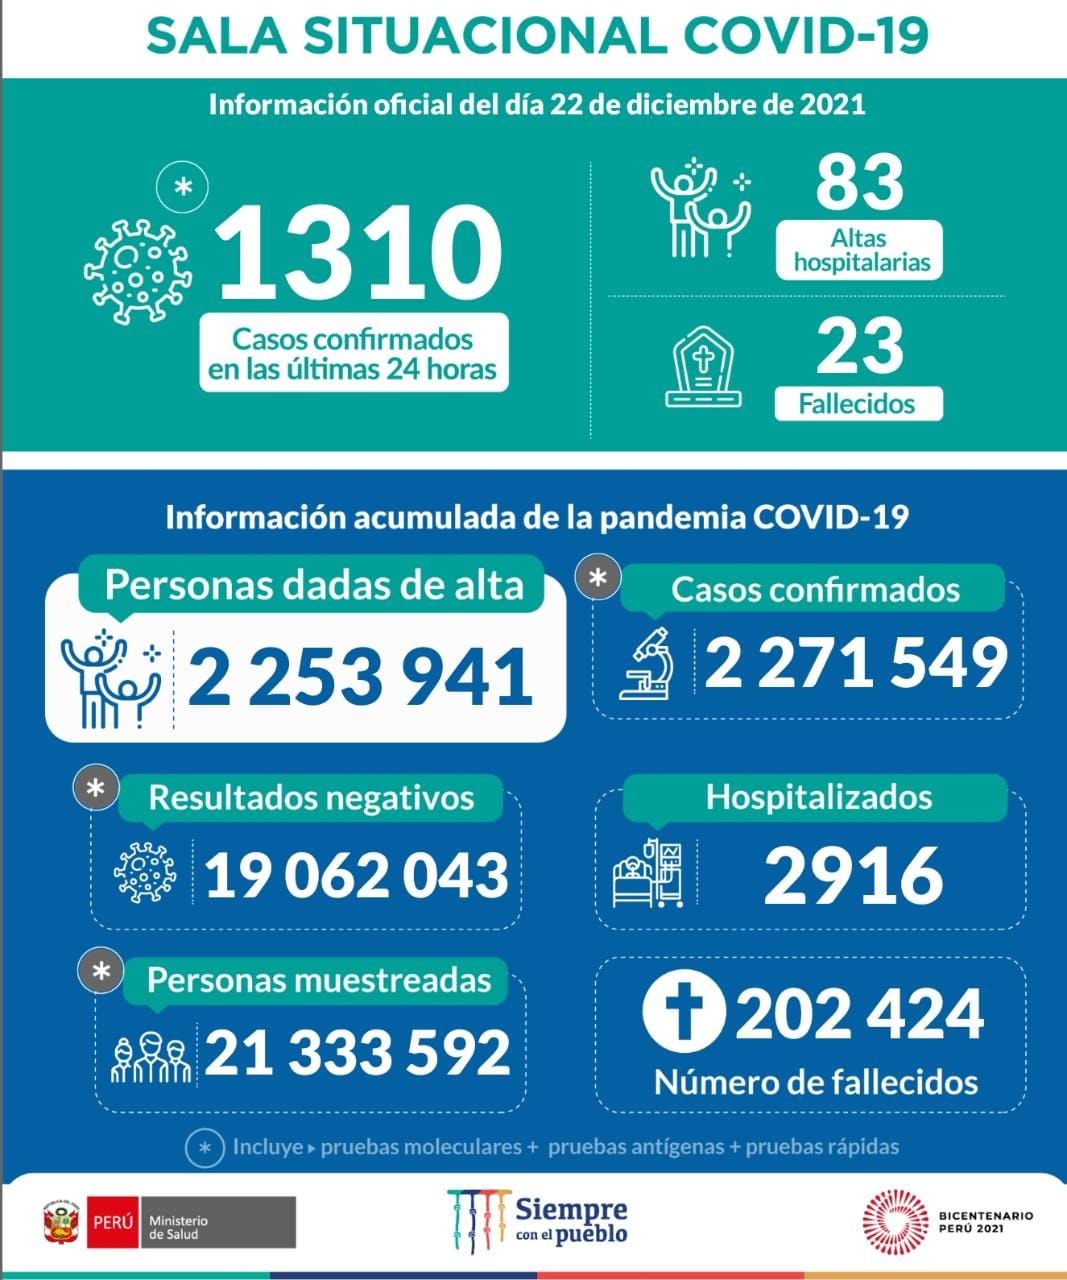 SALA SITUACIONAL COVID-19
Información oficial del día 22 de diciembre de 2021
*
1310
Casos confirmados
en las últimas 24 horas
83
Altas
hospitalarias
23
Fallecidos
Información acumulada de la pandemia COVID-19
Personas dadas de alta
2 253 941
*
Casos confirmados
2 271 549
*
Resultados negativos
19 062 043
Hospitalizados
2916
*
Personas muestreadas
21 333 592
202 424
Número de fallecidos
* Incluye ▸ pruebas moleculares + pruebas antígenas + pruebas rápidas
PERÚ
Ministerio
de Salud
Siempre
con el pueblo
BICENTENARIO
PERÚ 2021